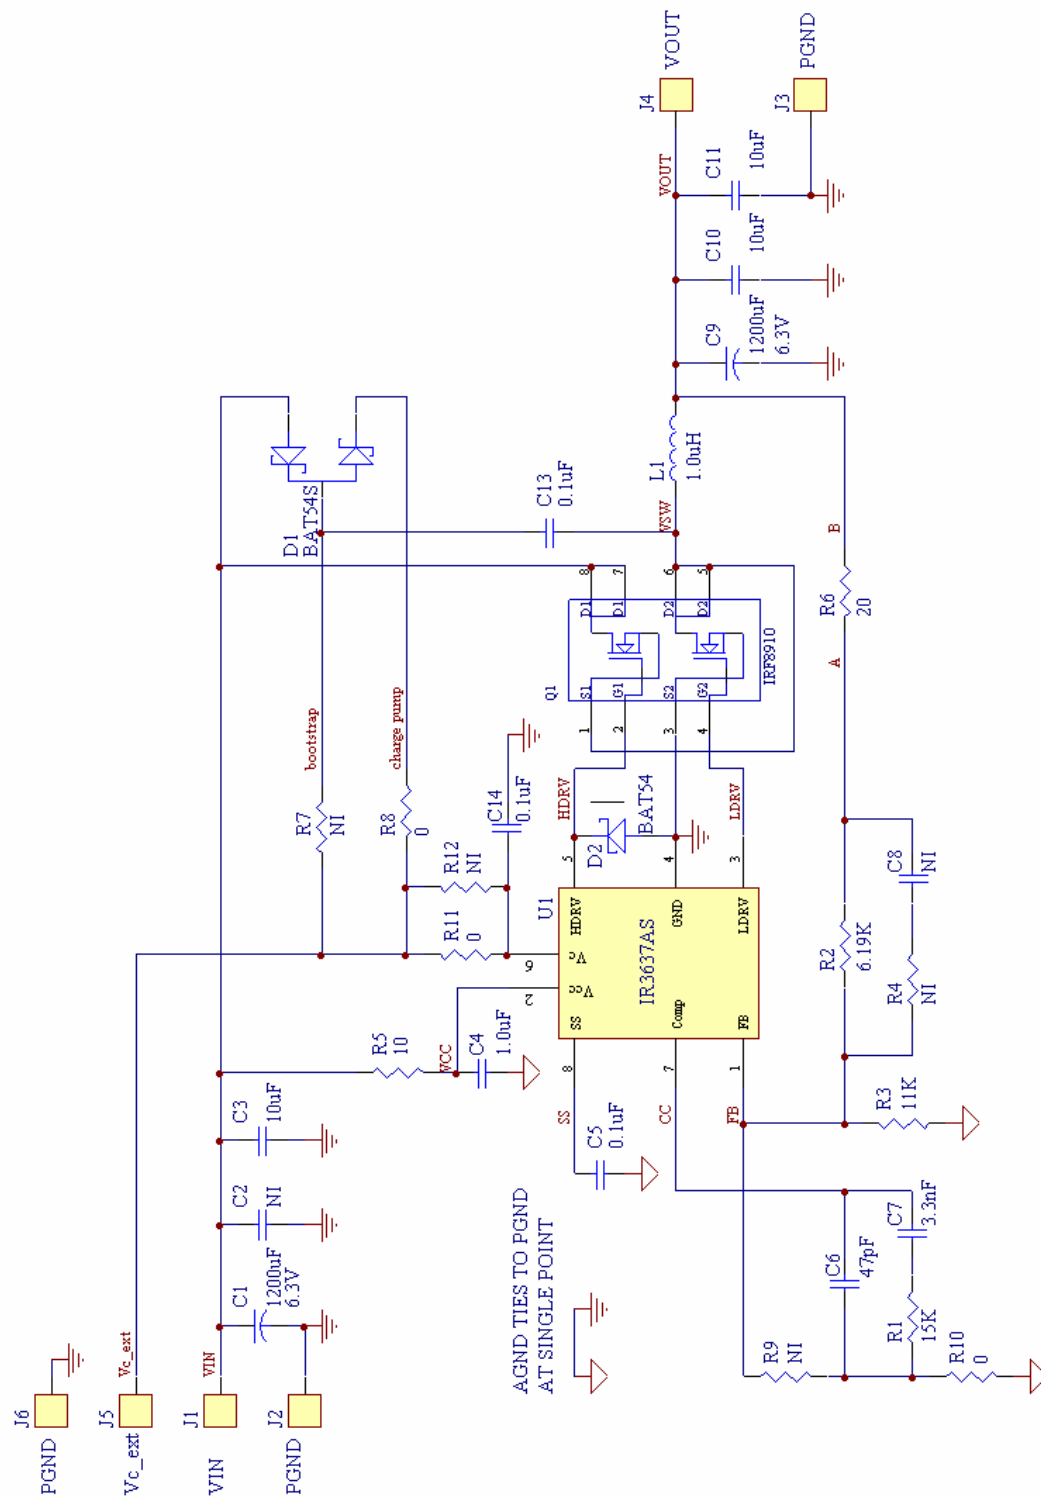 J6
PGND
J5
Vc_ext
Vc_ext
J1
VIN
VIN
J2
PGND
C1
1200uF
6.3V
C2
NI
C3
10uF
R5
10
VCC
C4
1.0uF
R7
NI
bootstrap
R8
0
charge pump
R11
0
R12
NI
C14
0.1uF
D1
BAT54S
C13
0.1uF
AGND TIES TO PGND
AT SINGLE POINT
SS
C5
0.1uF
CC
FB
U1
IR3637AS
8
SS
7
Comp
1
FB
2
Vcc
6
Vc
5
HDRV
4
GND
3
LDRV
HDRV
D2
BAT54
LDRV
Q1
IRF8910
1
S1
2
G1
3
S2
4
G2
8
D1
7
D1
6
D2
5
D2
VSW
L1
1.0uH
C9
1200uF
6.3V
C10
10uF
C11
10uF
VOUT
J4
VOUT
J3
PGND
R9
NI
C6
47pF
R1
15K
C7
3.3nF
R10
0
R3
11K
R2
6.19K
R4
NI
C8
NI
A
R6
20
B